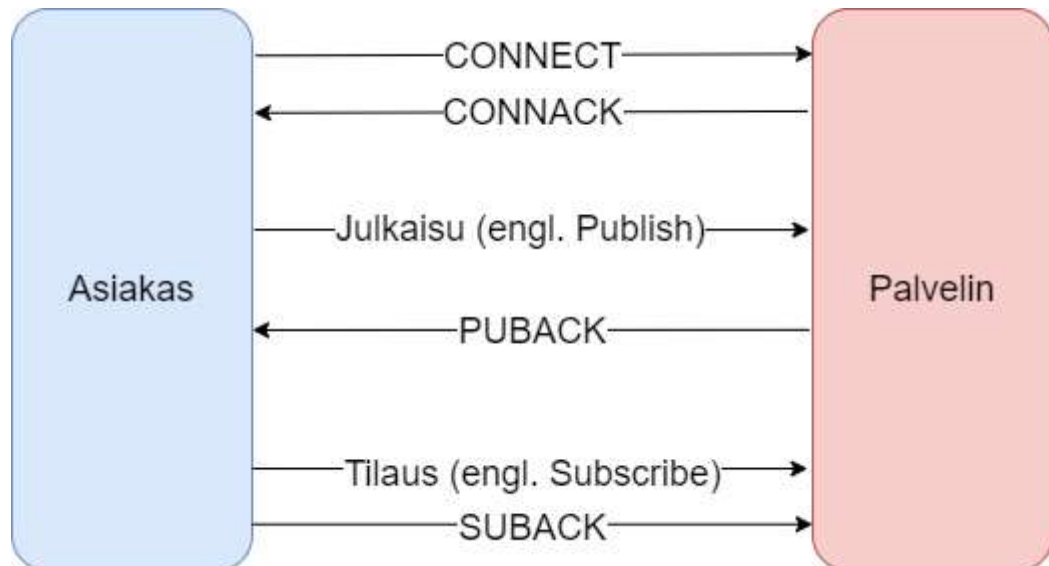 CONNECT
CONNACK
Julkaisu (engl. Publish)
Asiakas
Palvelin
PUBACK
Tilaus (engl. Subscribe)
SUBACK